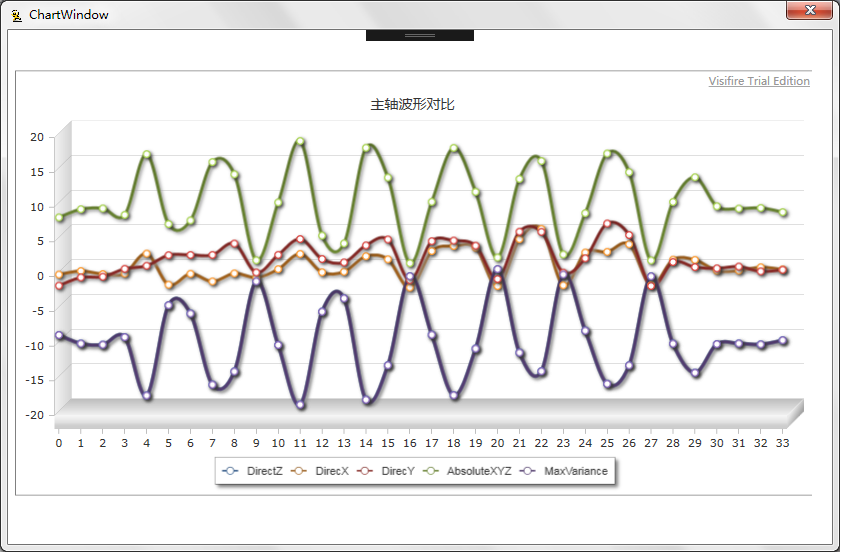 ChartWindow
Visifire Trial Edition
主轴波形对比
20
15
10
5
0
-5
-10
-15
-20
0 1 2 3 4 5 6 7 8 9 10 11 12 13 14 15 16 17 18 19 20 21 22 23 24 25 26 27 28 29 30 31 32 33
DirectZ DirecX DirecY AbsoluteXYZ MaxVariance